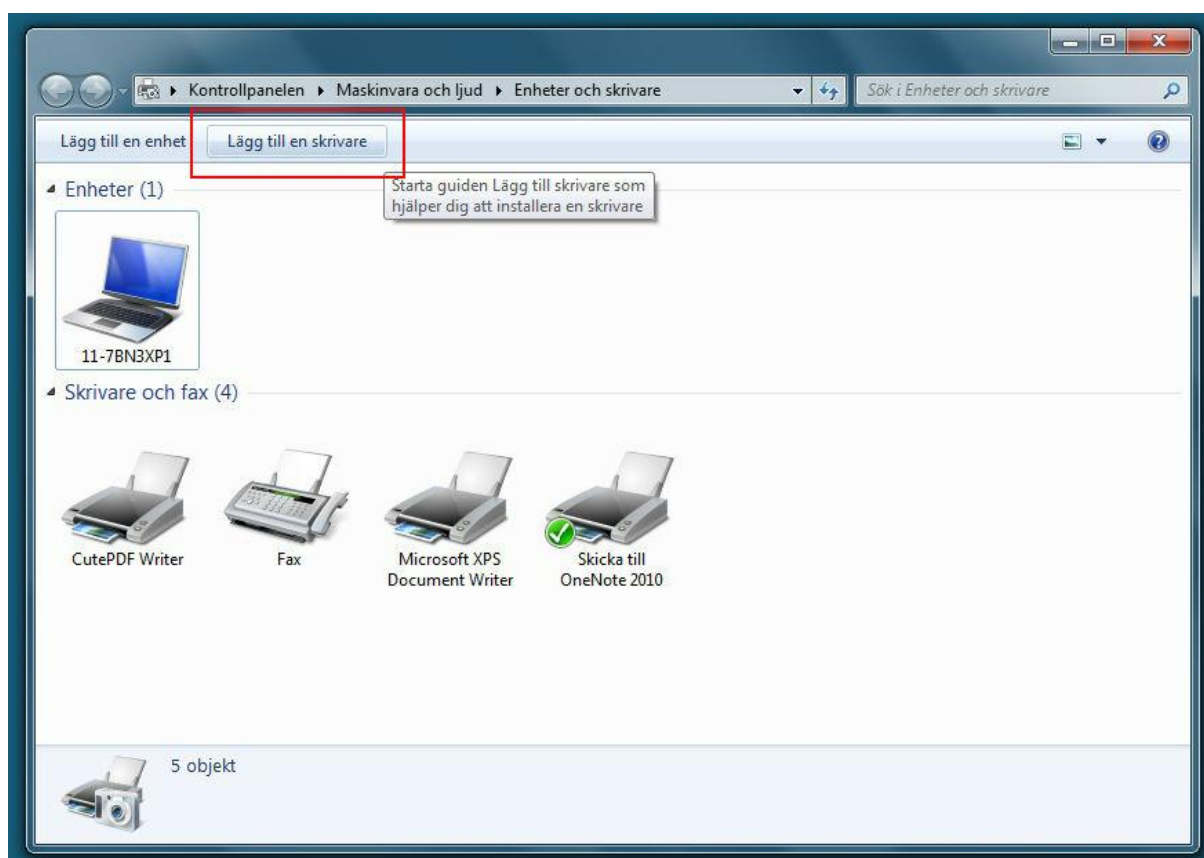 Kontrollpanelen ▸ Maskinvara och ljud ▸ Enheter och skrivare
Sök i Enheter och skrivare
Lägg till en enhet
Lägg till en skrivare
Starta guiden Lägg till skrivare som
hjälper dig att installera en skrivare
Enheter (1)
11-7BN3XP1
Skrivare och fax (4)
CutePDF Writer
Fax
Microsoft XPS
Document Writer
Skicka till
OneNote 2010
5 objekt